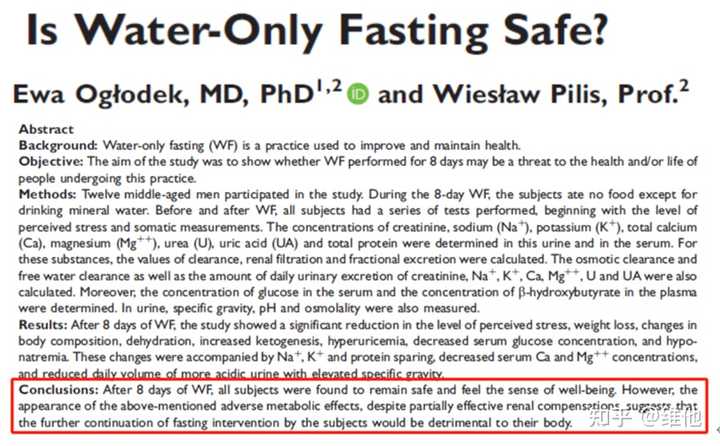 Is Water-Only Fasting Safe?
Ewa Ogłodek, MD, PhD1,2 iD and Wiesław Pilis, Prof.2
Abstract
Background: Water-only fasting (WF) is a practice used to improve and maintain health.
Objective: The aim of the study was to show whether WF performed for 8 days may be a threat to the health and/or life of
people undergoing this practice.
Methods: Twelve middle-aged men participated in the study. During the 8-day WF, the subjects ate no food except for
drinking mineral water. Before and after WF, all subjects had a series of tests performed, beginning with the level of
perceived stress and somatic measurements. The concentrations of creatinine, sodium (Na+), potassium (K+), total calcium
(Ca), magnesium (Mg++), urea (U), uric acid (UA) and total protein were determined in this urine and in the serum. For
these substances, the values of clearance, renal filtration and fractional excretion were calculated. The osmotic clearance and
free water clearance as well as the amount of daily urinary excretion of creatinine, Na+, K+, Ca, Mg++, U and UA were also
calculated. Moreover, the concentration of glucose in the serum and the concentration of β-hydroxybutyrate in the plasma
were determined. In urine, specific gravity, pH and osmolality were also measured.
Results: After 8 days of WF, the study showed a significant reduction in the level of perceived stress, weight loss, changes in
body composition, dehydration, increased ketogenesis, hyperuricemia, decreased serum glucose concentration, and hypo-
natremia. These changes were accompanied by Na+, K+ and protein sparing, decreased serum Ca and Mg++ concentrations,
and reduced daily volume of more acidic urine with elevated specific gravity.
Conclusions: After 8 days of WF, all subjects were found to remain safe and feel the sense of well-being. However, the
appearance of the above-mentioned adverse metabolic effects, despite partially effective renal compensations, suggests that
the further continuation of fasting intervention by the subjects would be detrimental to their body.
知乎 @维他